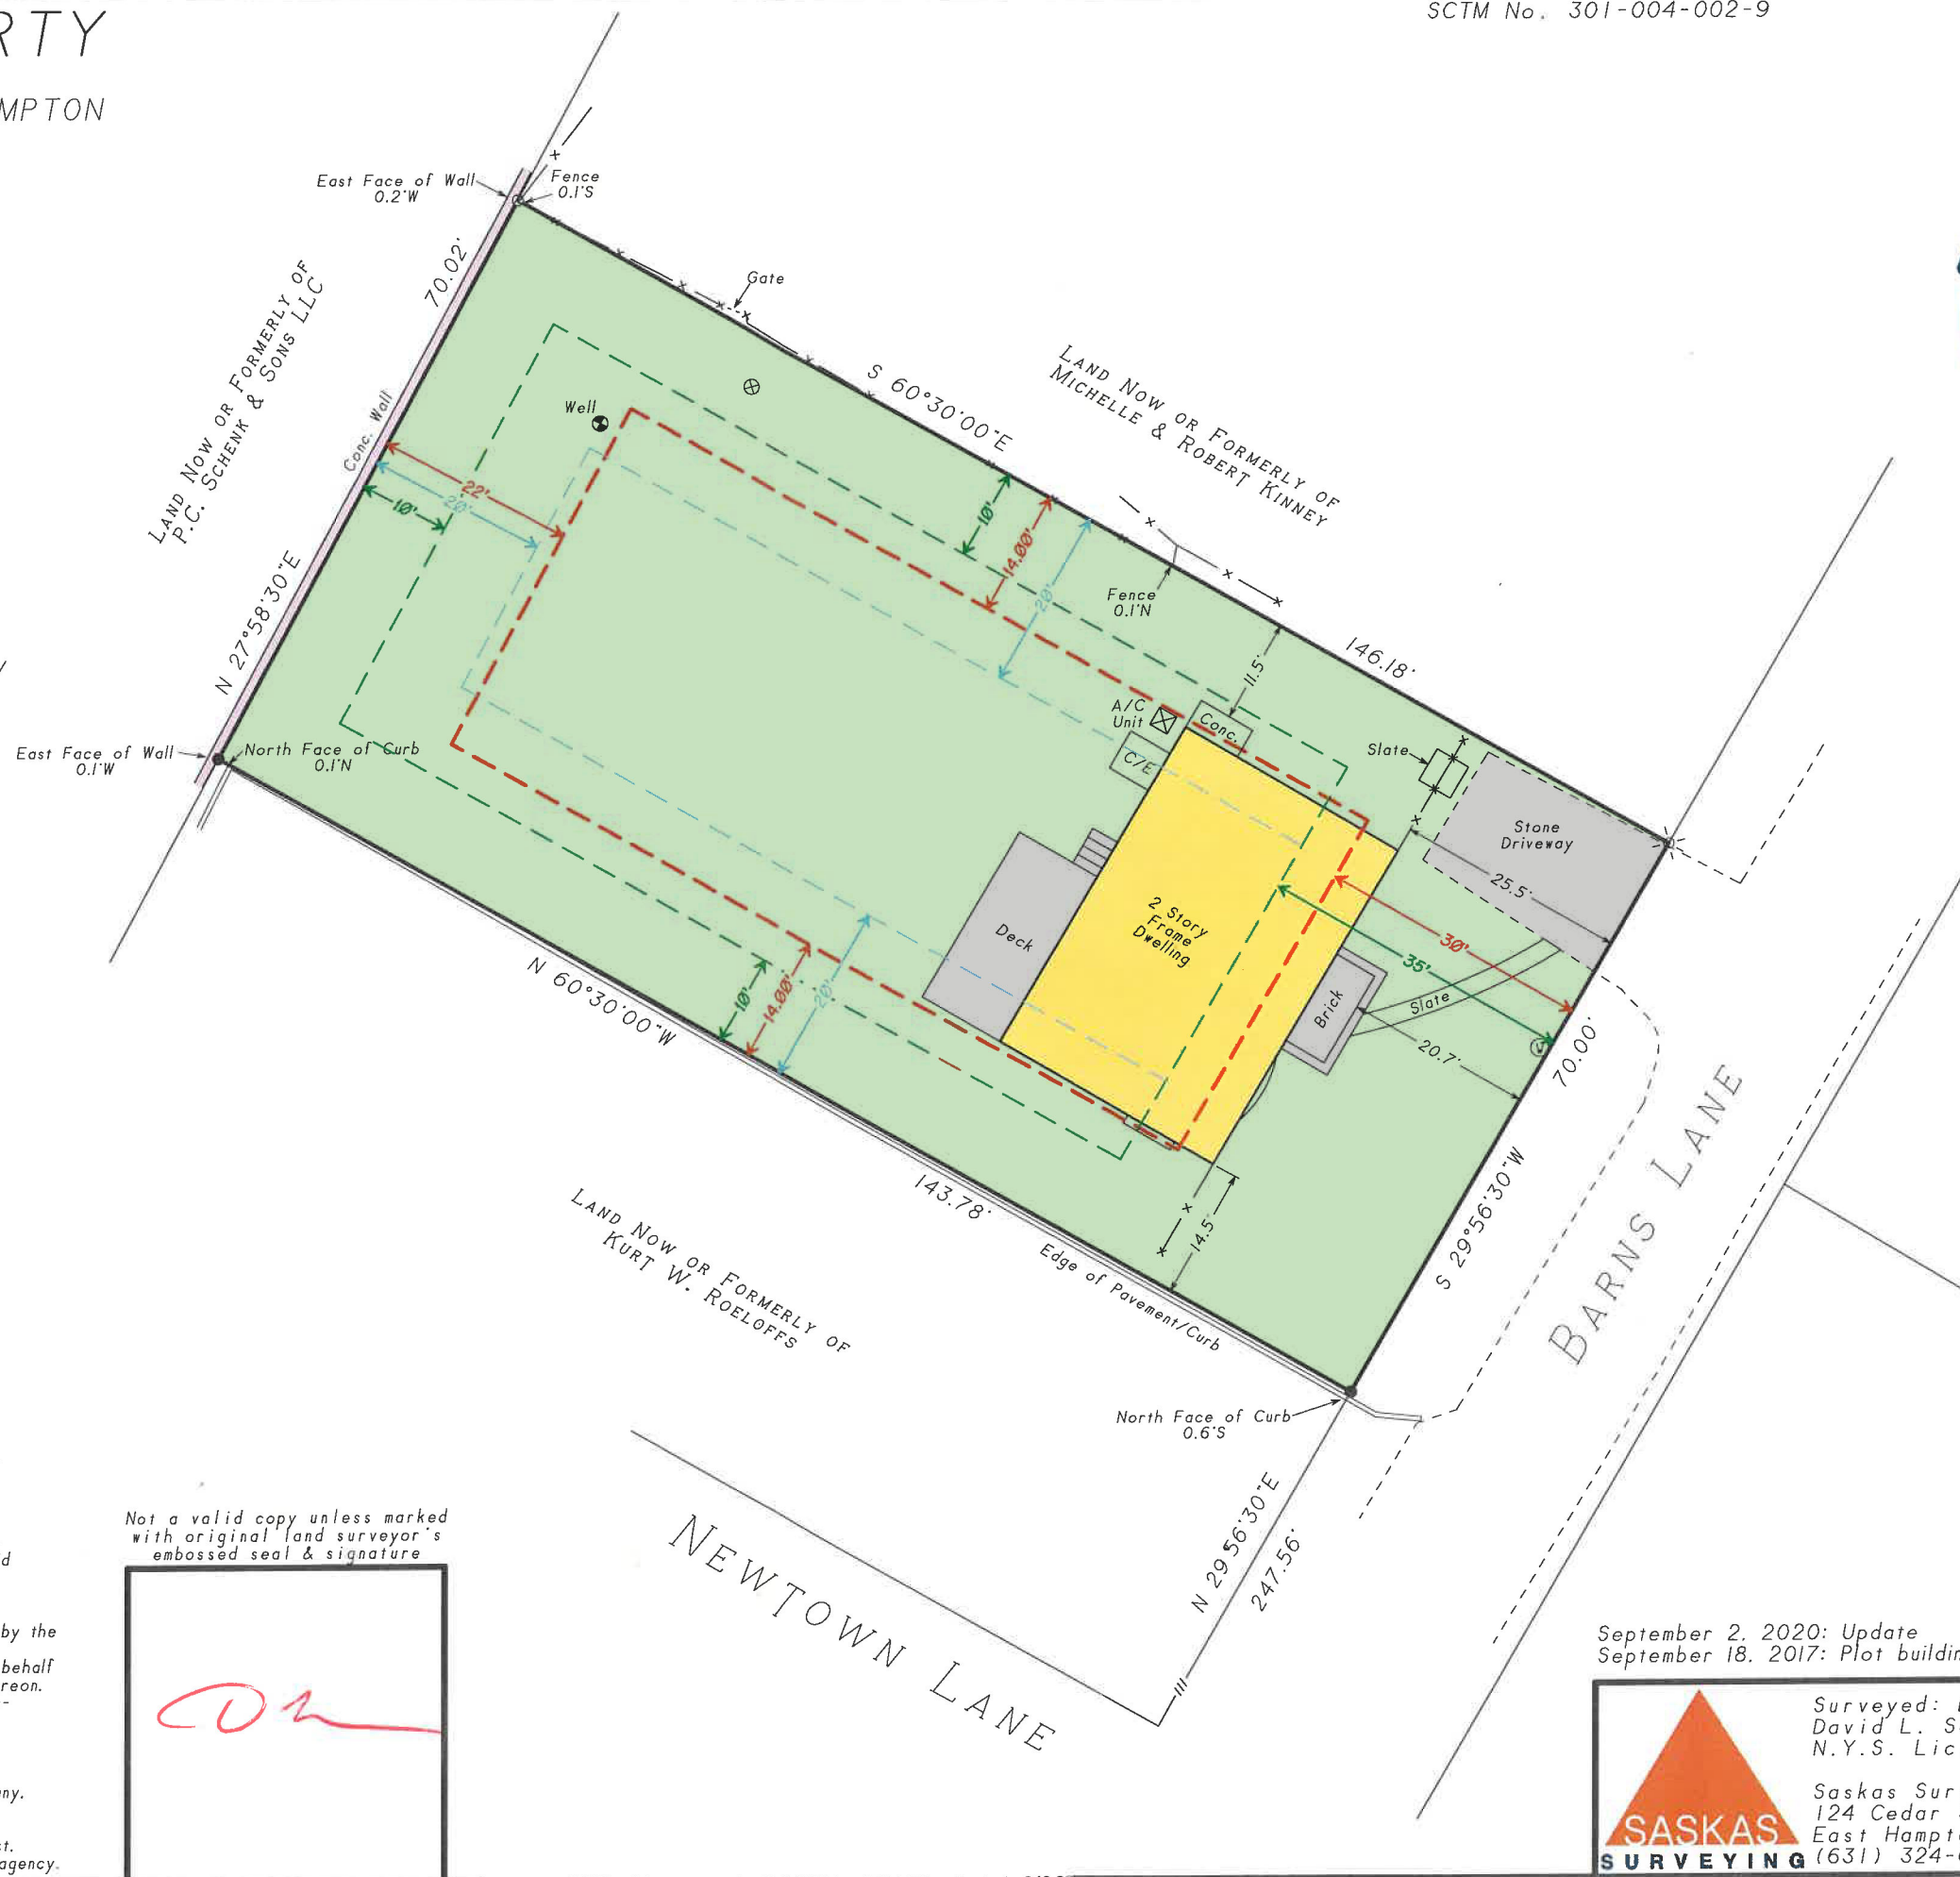 RTY
MPTON
SCTM No. 301-004-002-9
East Face of Wall
0.2'W
Fence
0.1'S
70.02'
Gate
LAND NOW OR FORMERLY OF
P.C. SCHENK & SONS LLC
Conc. Wall
N 27°58'30"E
S 60°30'00"E
LAND NOW OR FORMERLY OF
MICHELLE & ROBERT KINNEY
Well
22'
20'
10'
10'
14.00'
20'
Fence
0.1'N
11.5'
146.18'
A/C
Unit
Conc.
C/E
Slate
Stone
Driveway
East Face of Wall
0.1'W
North Face of Curb
0.1'N
25.5'
2 Story
Frame
Dwelling
Deck
30'
35'
Brick
Slate
20.7'
70.00'
10'
14.00'
20'
N 60°30'00"W
143.78'
14.5'
S 29°56'30"W
BARNS LANE
LAND NOW OR FORMERLY OF
KURT W. ROELOFFS
Edge of Pavement/Curb
North Face of Curb
0.6'S
N 29°56'30"E
247.56'
NEWTOWN LANE
Not a valid copy unless marked
with original land surveyor's
embossed seal & signature
d
by the
behalf
reon.
ny.
st.
agency.
September 2, 2020: Update
September 18, 2017: Plot buildin
Surveyed:
David L. S
N.Y.S. Lic
Saskas Sur
124 Cedar
East Hampt
(631) 324-
SASKAS
SURVEYING